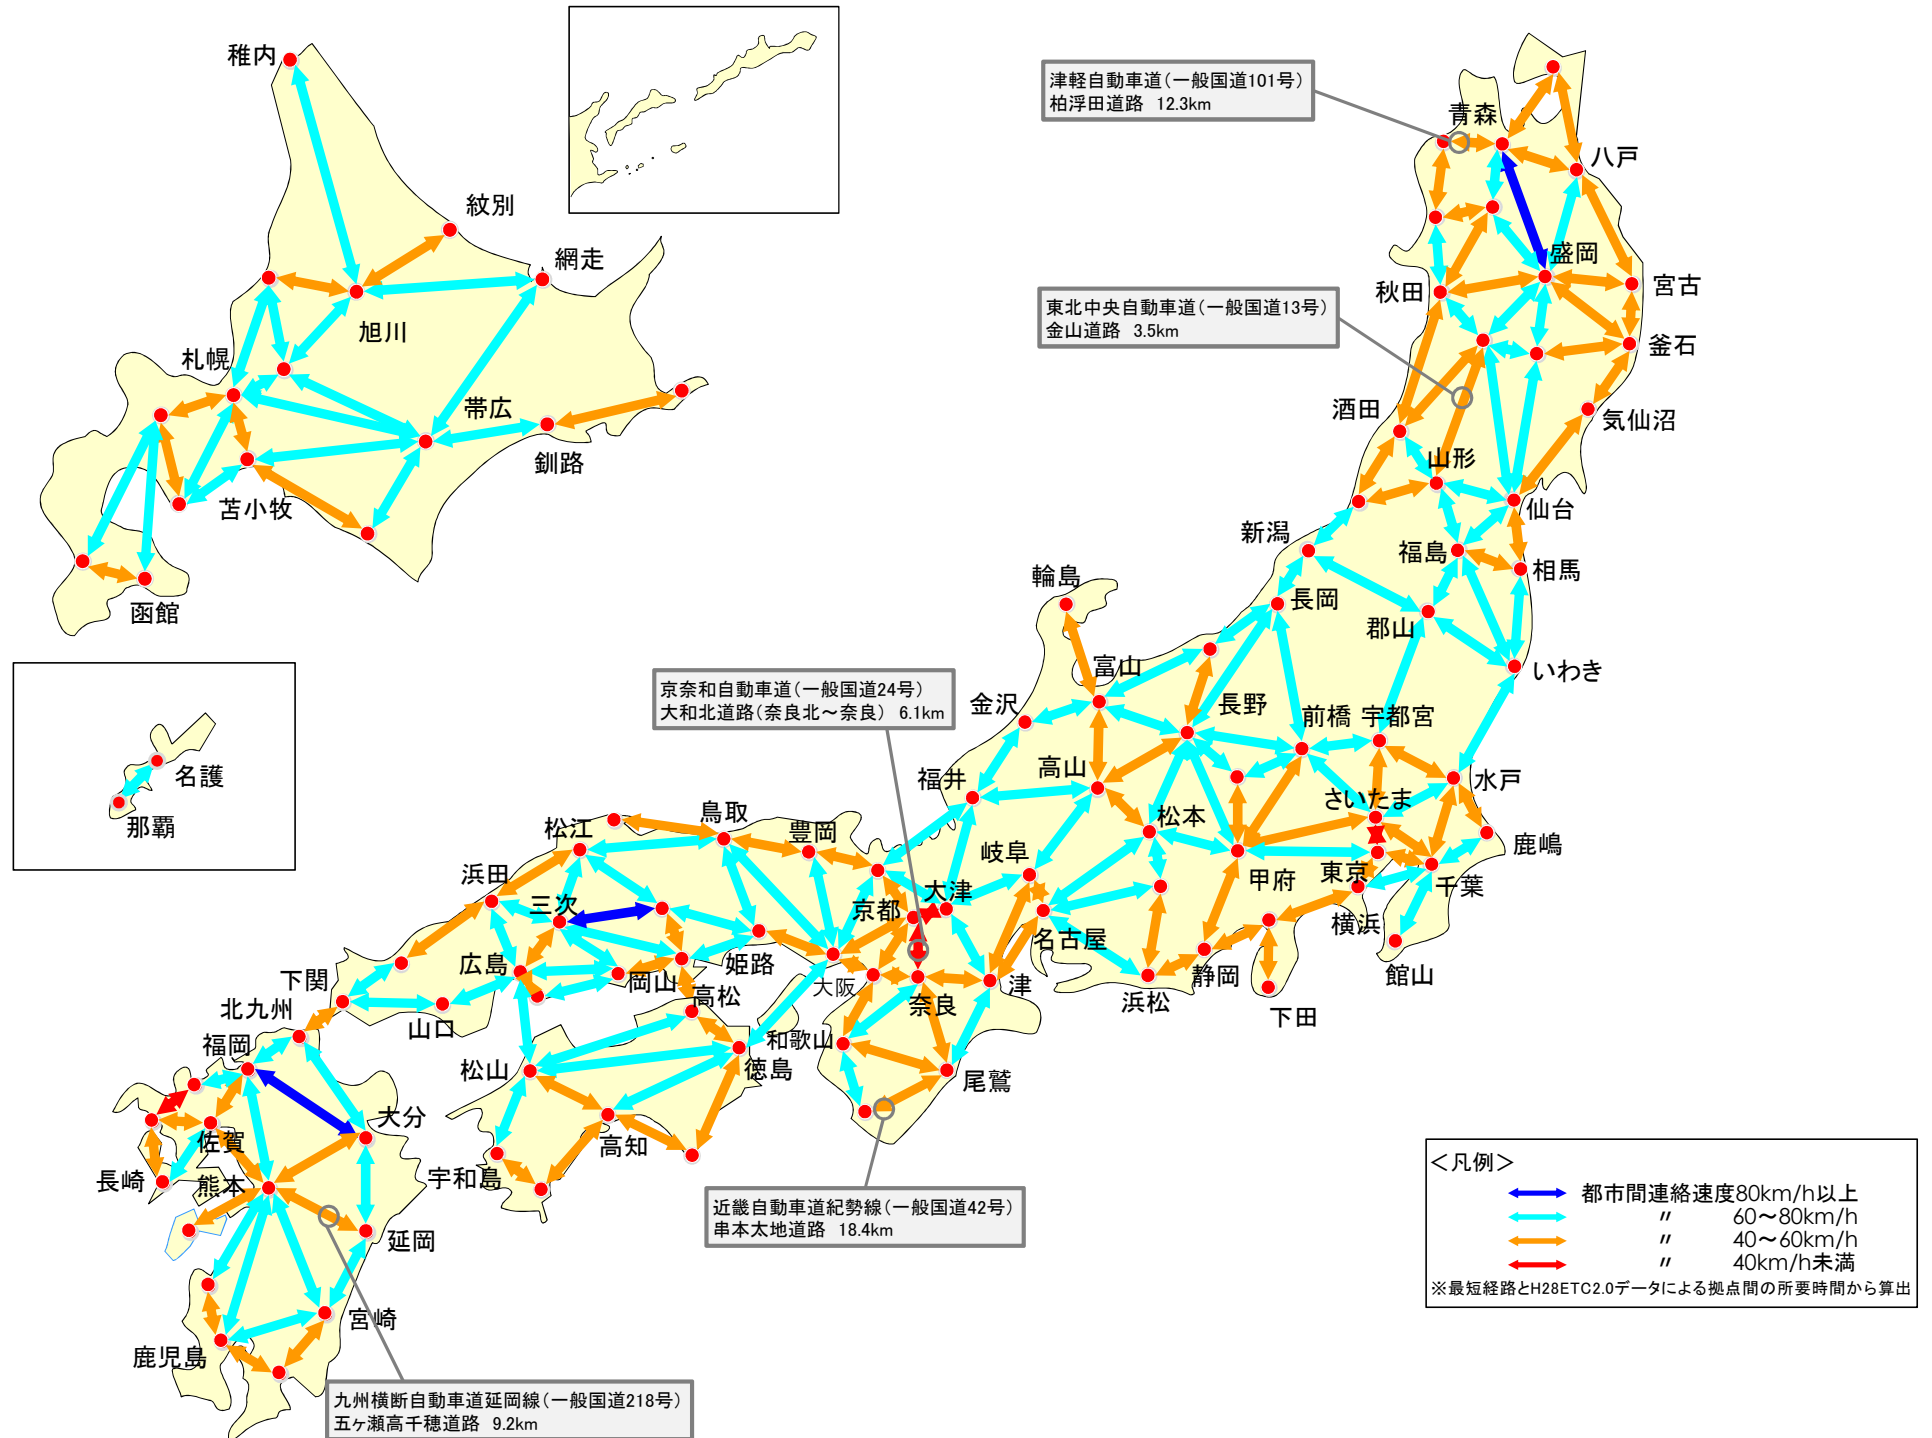 稚内
紋別
網走
旭川
札幌
帯広
釧路
苫小牧
函館
名護
那覇
津軽自動車道(一般国道101号)
柏浮田道路 12.3km
青森
八戸
盛岡
宮古
秋田
東北中央自動車道(一般国道13号)
金山道路 3.5km
釜石
酒田
気仙沼
山形
仙台
新潟
福島
相馬
輪島
長岡
郡山
いわき
富山
京奈和自動車道(一般国道24号)
大和北道路(奈良北～奈良) 6.1km
金沢
長野
前橋
宇都宮
高山
福井
水戸
さいたま
鳥取
豊岡
松江
松本
岐阜
鹿嶋
浜田
大津
甲府
東京
千葉
三次
京都
横浜
名古屋
広島
姫路
岡山
静岡
館山
下関
大阪
高松
奈良
津
浜松
下田
北九州
山口
福岡
和歌山
松山
徳島
尾鷲
大分
佐賀
高知
長崎
熊本
宇和島
近畿自動車道紀勢線(一般国道42号)
串本太地道路 18.4km
延岡
宮崎
鹿児島
九州横断自動車道延岡線(一般国道218号)
五ヶ瀬高千穂道路 9.2km
＜凡例＞
都市間連絡速度80km/h以上
〃 60～80km/h
〃 40～60km/h
〃 40km/h未満
※最短経路とH28ETC2.0データによる拠点間の所要時間から算出